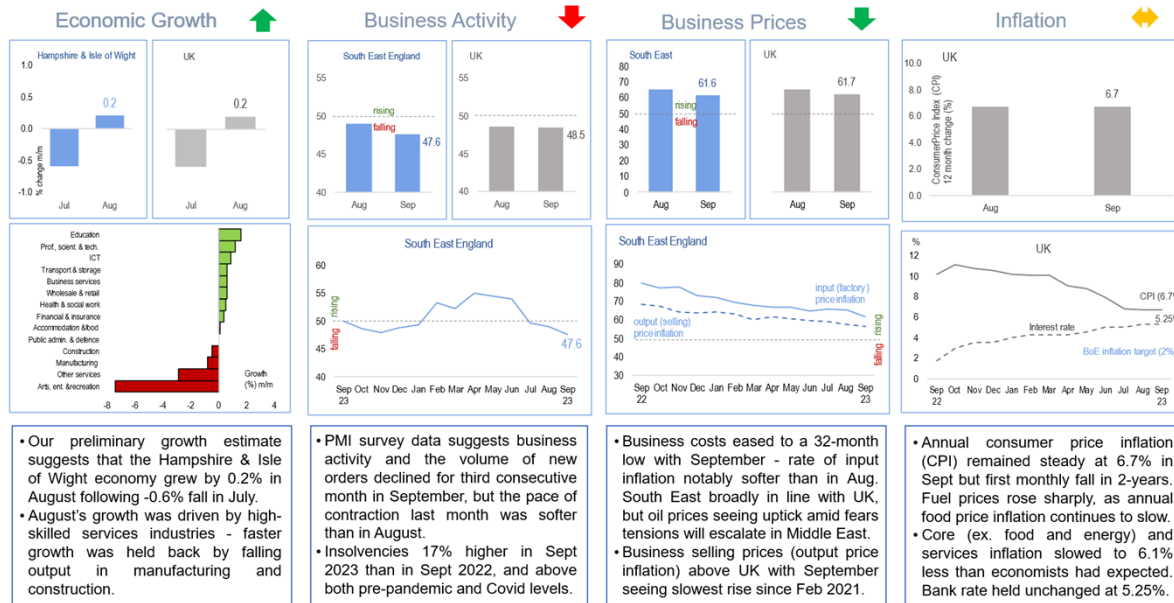 Economic Growth
Business Activity
Business Prices
Inflation
Hampshire & Isle of Wight
1.0
0.5
0.0
-0.5
-1.0
% change m/m
0.2
Jul
Aug
UK
0.2
Jul
Aug
South East England
55
50
45
40
rising
falling
47.6
Aug
Sep
UK
55
50
45
40
48.5
Aug
Sep
South East
80
70
60
50
40
30
20
10
0
61.6
rising
falling
Aug
Sep
UK
61.7
Aug
Sep
UK
10.0
8.0
6.0
4.0
2.0
0.0
ConsumerPrice Index (CPI)
12 month change (%)
6.7
Aug
Sep
Education
Prof., scient. & tech.
ICT
Transport & storage
Business services
Wholesale & retail
Health & social work
Financial & insurance
Accommodation &food
Public admin. & defence
Construction
Manufacturing
Other services
Arts, ent. &recreation
Growth
(%) m/m
-8 -6 -4 -2 0 2 4
South East England
60
55
50
45
40
rising
falling
47.6
Sep Oct Nov Dec Jan Feb Mar Apr May Jun Jul Aug Sep
23 23
South East England
90
80
70
60
50
40
30
input (factory)
price inflation
output (selling)
price inflation
rising
falling
Sep Oct Nov Dec Jan Feb Mar Apr May Jun Jul Aug Sep
22 23
%
UK
12
10
8
6
4
2
0
CPI (6.7%
5.25%
Interest rate
BoE inflation target (2%
Sep Oct Nov Dec Jan Feb Mar Apr May Jun Jul Aug Sep
22 23
• Our preliminary growth estimate
suggests that the Hampshire & Isle
of Wight economy grew by 0.2% in
August following -0.6% fall in July.
• August's growth was driven by high-
skilled services industries - faster
growth was held back by falling
output in manufacturing and
construction.
• PMI survey data suggests business
activity and the volume of new
orders declined for third consecutive
month in September, but the pace of
contraction last month was softer
than in August.
• Insolvencies 17% higher in Sept
2023 than in Sept 2022, and above
both pre-pandemic and Covid levels.
• Business costs eased to a 32-month
low with September - rate of input
inflation notably softer than in Aug.
South East broadly in line with UK,
but oil prices seeing uptick amid fears
tensions will escalate in Middle East.
• Business selling prices (output price
inflation) above UK with September
seeing slowest rise since Feb 2021.
• Annual consumer price inflation
(CPI) remained steady at 6.7% in
Sept but first monthly fall in 2-years.
Fuel prices rose sharply, as annual
food price inflation continues to slow.
• Core (ex. food and energy) and
services inflation slowed to 6.1%
less than economists had expected.
Bank rate held unchanged at 5.25%.